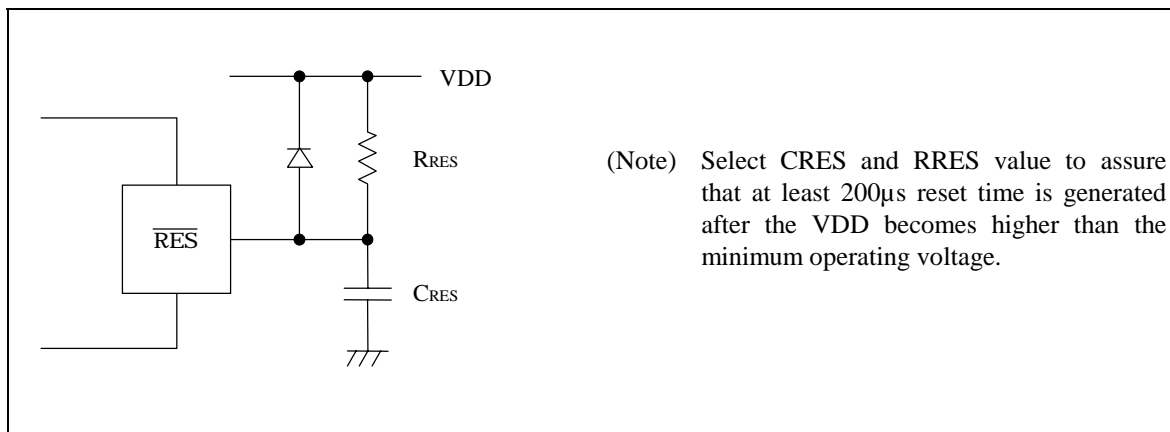 VDD
RRES
RES
CRES
(Note) Select CRES and RRES value to assure
that at least 200µs reset time is generated
after the VDD becomes higher than the
minimum operating voltage.